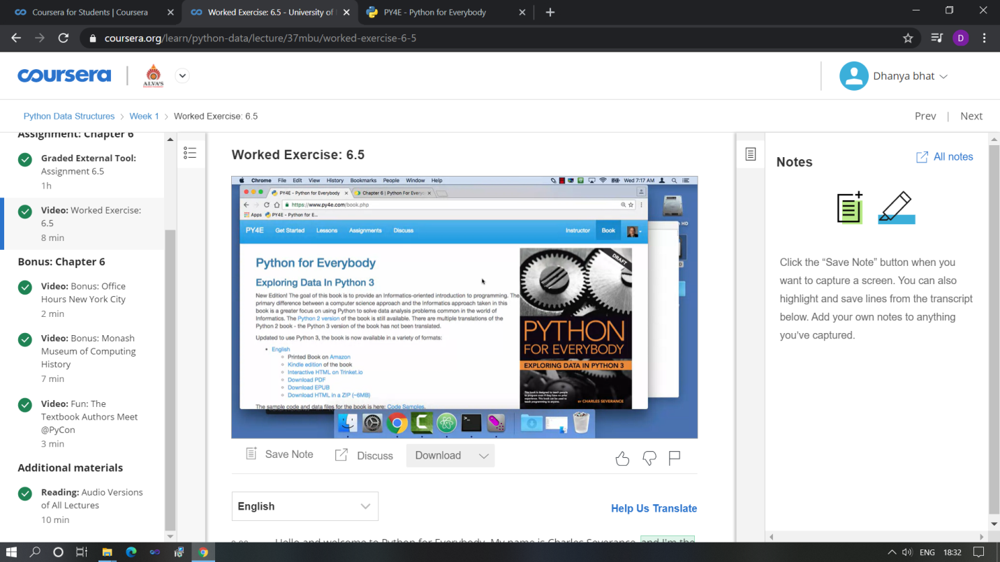 Coursera for Students | Coursera
Worked Exercise: 6.5 - University of
PY4E - Python for Everybody
coursera.org/learn/python-data/lecture/37mbu/worked-exercise-6-5
D
coursera
ALVA'S
Dhanya bhat
Python Data Structures > Week 1 > Worked Exercise: 6.5
Prev | Next
Assignment: Chapter 6
Graded External Tool:
Assignment 6.5
1h
Video: Worked Exercise:
6.5
8 min
Bonus: Chapter 6
Video: Bonus: Office
Hours New York City
2 min
Video: Bonus: Monash
Museum of Computing
History
7 min
Video: Fun: The
Textbook Authors Meet
@PyCon
3 min
Additional materials
Reading: Audio Versions
of All Lectures
10 min
Worked Exercise: 6.5
Chrome File Edit View History Bookmarks People Window Help
Wed 7:17 AM
PY4E - Python for Everybody
Chapter 6 | Python For Every
https://www.py4e.com/book.php
Apps PY4E - Python for E...
PY4E Get Started Lessons Assignments Discuss
Instructor Book
Python for Everybody
Exploring Data In Python 3
New Edition! The goal of this book is to provide an Informatics-oriented introduction to programming. The
primary difference between a computer science approach and the Informatics approach taken in this
book is a greater focus on using Python to solve data analysis problems common in the world of
Informatics. The Python 2 version of the book is still available. There are multiple translations of the
Python 2 book - the Python 3 version of the book has not been translated.
Updated to use Python 3, the book is now available in a variety of formats:
English
Printed Book on Amazon
Kindle edition of the book
Interactive HTML on Trinket.io
Download PDF
Download EPUB
Download HTML in a ZIP (~6MB)
The sample code and data files for the book is here: Code Samples.
DRAFT
PYTHON
FOR EVERYBODY
EXPLORING DATA IN PYTHON 3
BY CHARLES SEVERANCE
HD
Save Note
Discuss
Download
English
Help Us Translate
0:00 Hello and welcome to Python for Everybody. My name is Charles Severance, and I'm the
Notes
All notes
Click the “Save Note” button when you
want to capture a screen. You can also
highlight and save lines from the transcript
below. Add your own notes to anything
you’ve captured.
ENG 18:32